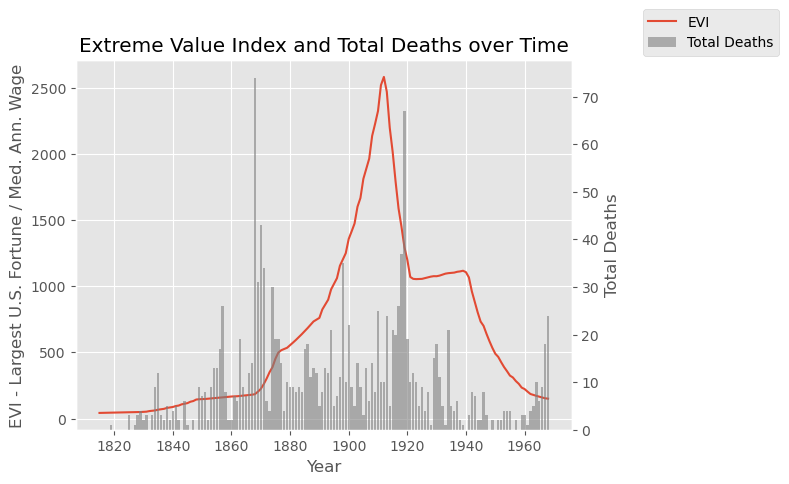 EVI
Total Deaths
Extreme Value Index and Total Deaths over Time
EVI - Largest U.S. Fortune / Med. Ann. Wage
2500
2000
1500
1000
500
0
70
60
50
40
30
20
10
0
Total Deaths
1820 1840 1860 1880 1900 1920 1940 1960
Year